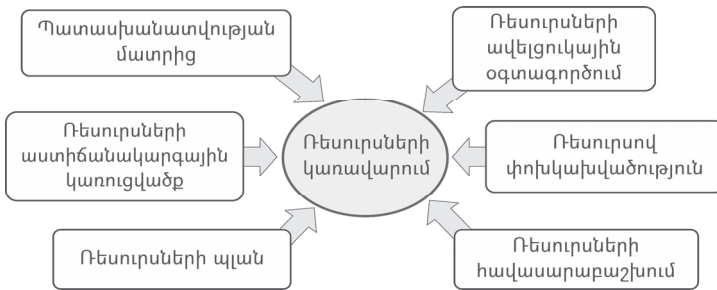 Պատասխանատվության
մատրից
Ռեսուրսների
ավելցուկային
օգտագործում
Ռեսուրսների
աստիճանակարգային
կառուցվածք
Ռեսուրսների
կառավարում
Ռեսուրսով
փոխկախվածություն
Ռեսուրսների պլան
Ռեսուրսների
հավասարաբաշխում